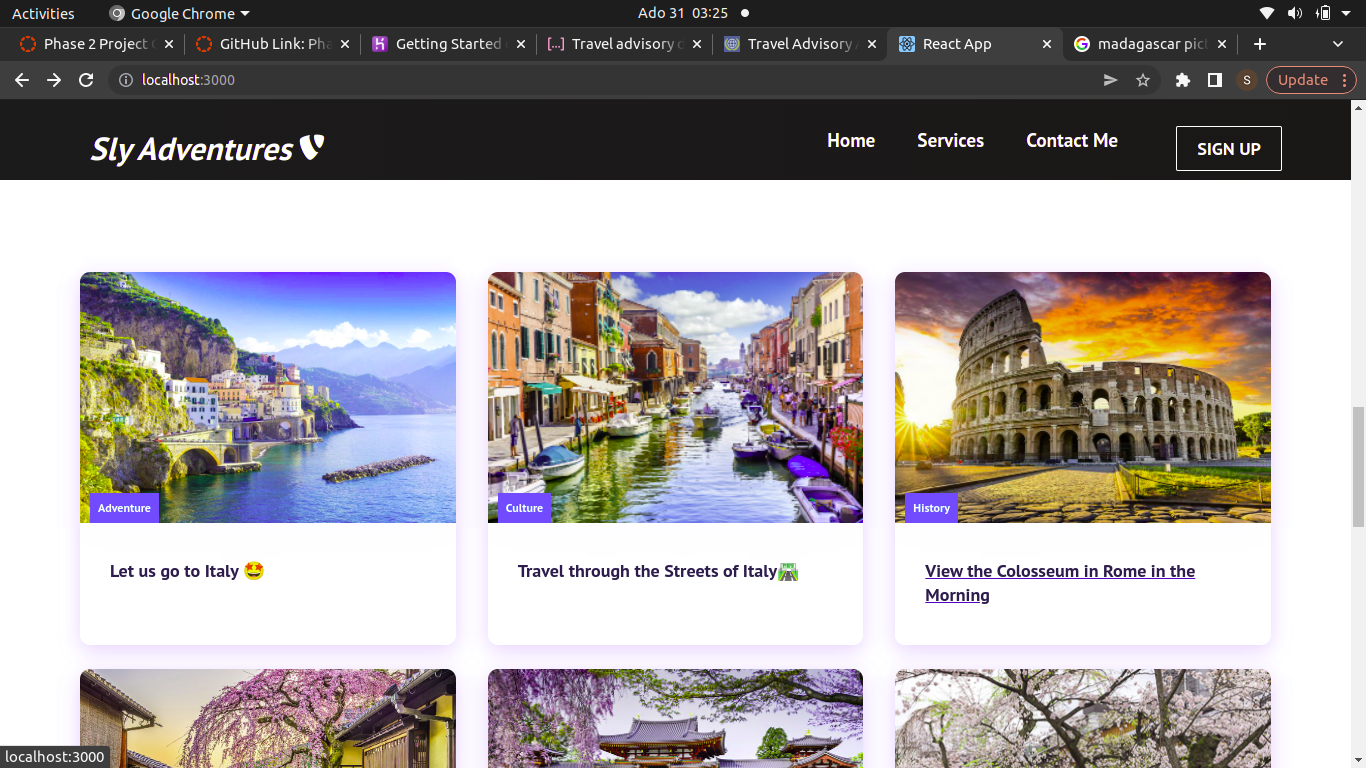 Activities
Google Chrome
Ado 31 03:25
Phase 2 Project
GitHub Link: Pha
Getting Started
[...] Travel advisory
Travel Advisory
React App
madagascar pict
localhost:3000
S
Update
Sly Adventures
Home
Services
Contact Me
SIGN UP
Adventure
Culture
History
Let us go to Italy 🤩
Travel through the Streets of Italy🛣️
View the Colosseum in Rome in the
Morning
localhost:3000